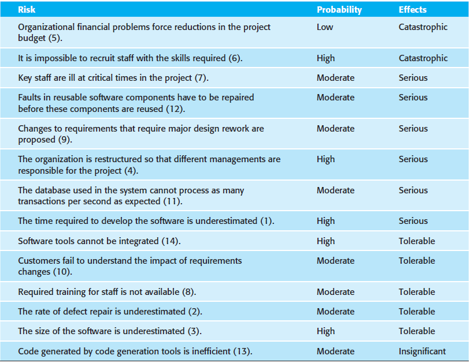 Risk Probability Effects
Organizational financial problems force reductions in the project Low Catastrophic
budget (5).
It is impossible to recruit staff with the skills required (6). High Catastrophic
Key staff are ill at critical times in the project (7). Moderate Serious
Faults in reusable software components have to be repaired Moderate Serious
before these components are reused (12).
Changes to requirements that require major design rework are Moderate Serious
proposed (9).
The organization is restructured so that different managements are High Serious
responsible for the project (4).
The database used in the system cannot process as many Moderate Serious
transactions per second as expected (11).
The time required to develop the software is underestimated (1). High Serious
Software tools cannot be integrated (14). High Tolerable
Customers fail to understand the impact of requirements Moderate Tolerable
changes (10).
Required training for staff is not available (8). Moderate Tolerable
The rate of defect repair is underestimated (2). Moderate Tolerable
The size of the software is underestimated (3). High Tolerable
Code generated by code generation tools is inefficient (13). Moderate Insignificant